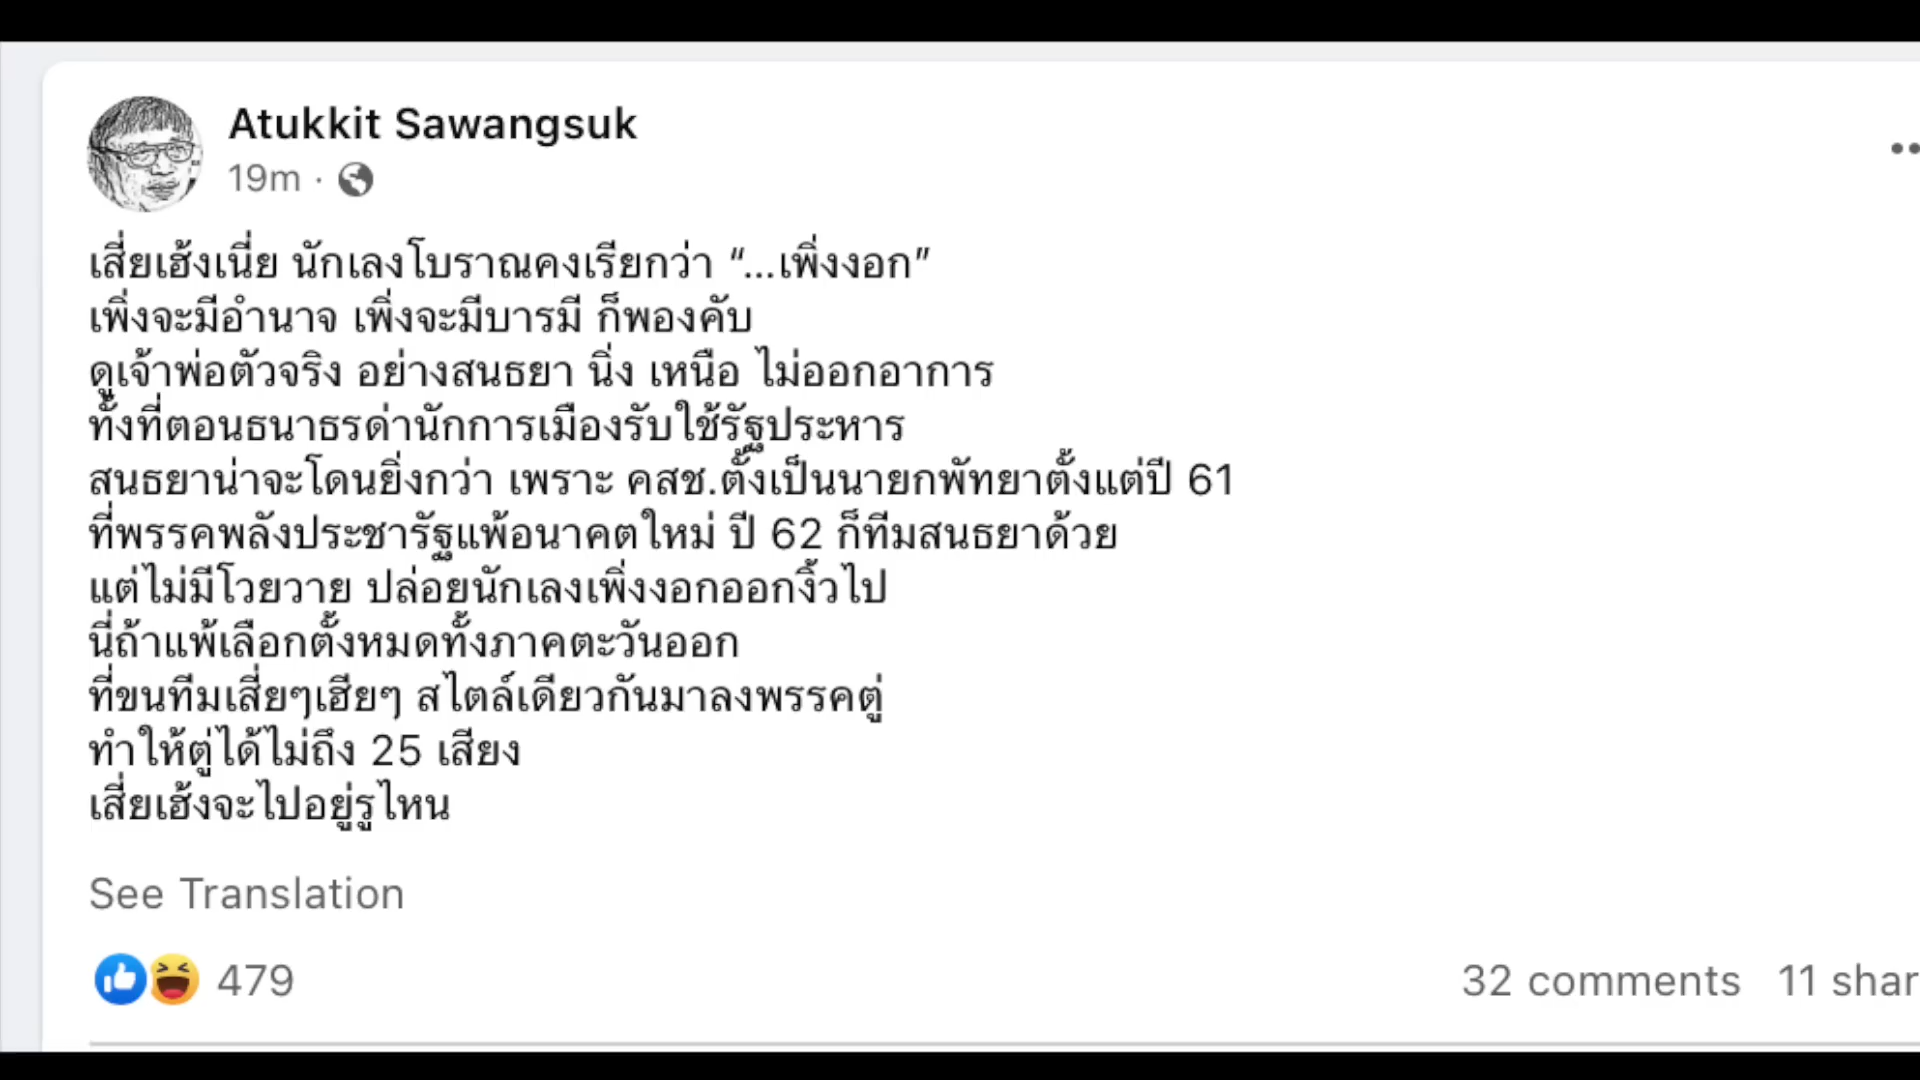 Atukkit Sawangsuk
19m ·
เสี่ยเฮ้งเนี่ย นักเลงโบราณคงเรียกว่า “...เพิ่งงอก”
เพิ่งจะมีอำนาจ เพิ่งจะมีบารมี ก็พองคับ
ดูเจ้าพ่อตัวจริง อย่างสนธยา นิ่ง เหนือ ไม่ออกอาการ
ทั้งที่ตอนธนาธรด่านักการเมืองรับใช้รัฐประหาร
สนธยาน่าจะโดนยิ่งกว่า เพราะ คสช.ตั้งเป็นนายกพัทยาตั้งแต่ปี 61
ที่พรรคพลังประชารัฐแพ้อนาคตใหม่ ปี 62 ก็ทีมสนธยาด้วย
แต่ไม่มีโวยวาย ปล่อยนักเลงเพิ่งงอกออกงิ้วไป
นี่ถ้าแพ้เลือกตั้งหมดทั้งภาคตะวันออก
ที่ขนทีมเสี่ยๆเฮียๆ สไตล์เดียวกันมาลงพรรคตู่
ทำให้ตู่ได้ไม่ถึง 25 เสียง
เสี่ยเฮ้งจะไปอยู่รูไหน
See Translation
479
32 comments 11 shar